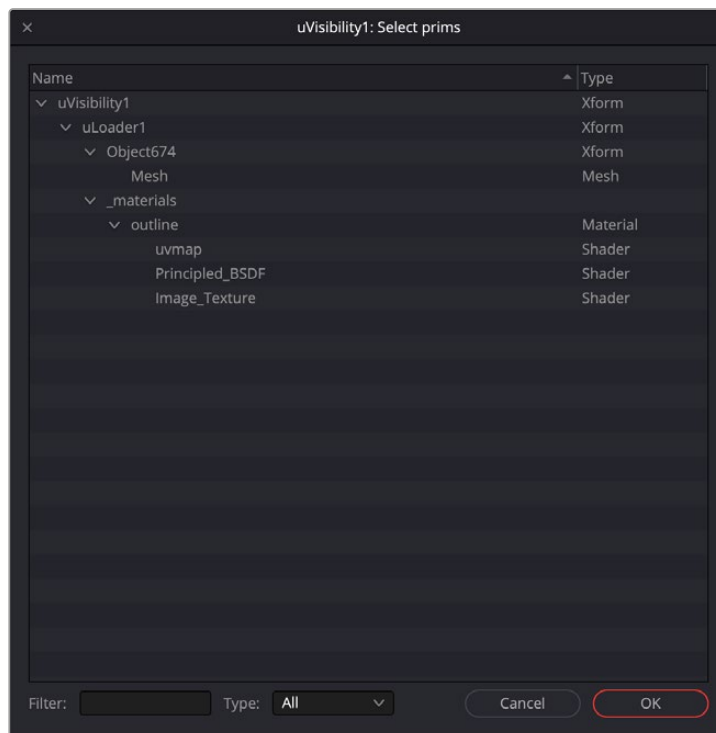 uVisibility1: Select prims
Name Type
uVisibility1 Xform
uLoader1 Xform
Object674 Xform
Mesh Mesh
_materials
outline Material
uvmap Shader
Principled_BSDF Shader
Image_Texture Shader
Filter: Type: All Cancel OK